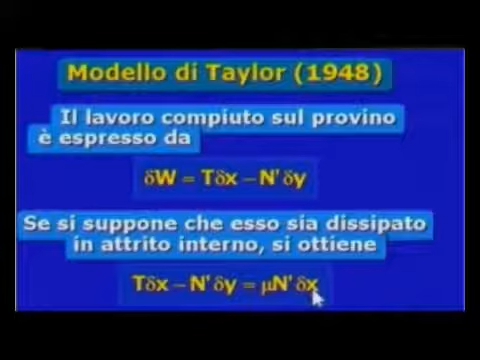 Modello di Taylor (1948)
Il lavoro compiuto sul provino
è espresso da
δW = Tδx – N' δy
Se si suppone che esso sia dissipato
in attrito interno, si ottiene
Tδx – N' δy = μN' δx